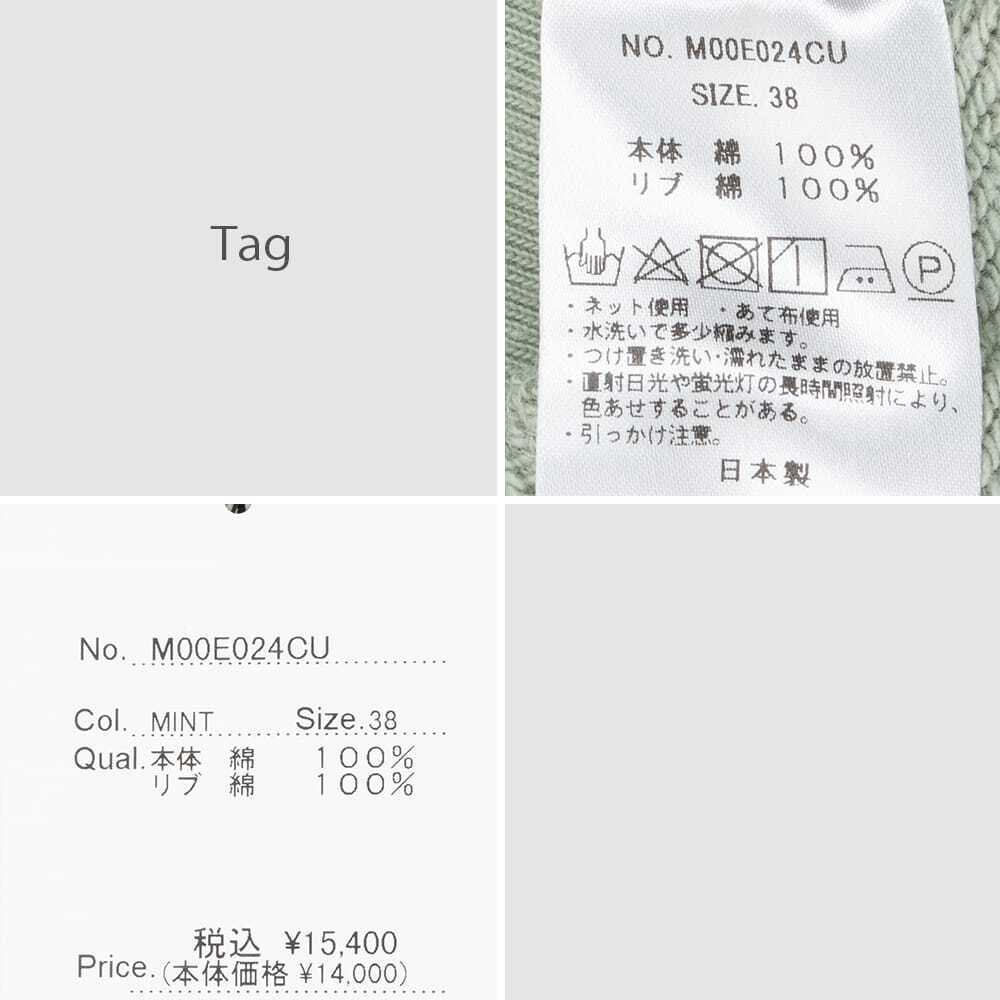 Tag
NO. M00E024CU
SIZE. 38
本体 綿 100%
リブ 綿 100%
P
・ネット使用 ・あて布使用
・水洗いで多少縮みます。
・つけ置き洗い・濡れたままの放置禁止。
・直射日光や蛍光灯の長時間照射により、
色あせすることがある。
・引っかけ注意。
日本製
No. M00E024CU
Col. MINT Size.38
Qual. 本体 綿 100%
リブ 綿 100%
税込 ¥15,400
Price. (本体価格 ¥14,000)